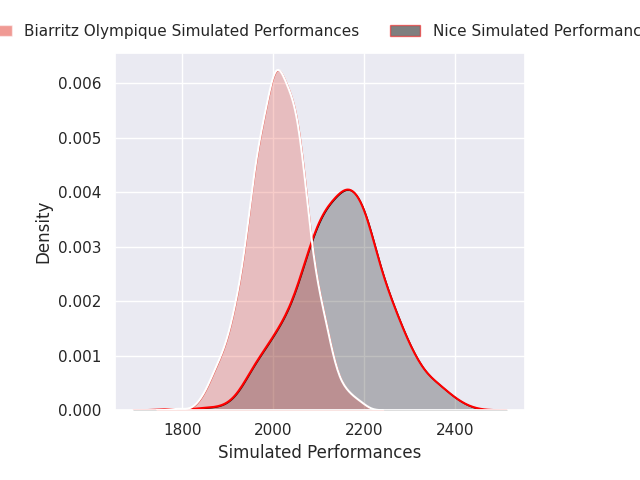 Biarritz Olympique Simulated Performances Nice Simulated
0.006
0.005
0.004
0.003
0.002
0.001
0.000
Density
1800 2000 2200 2400
Simulated Performances